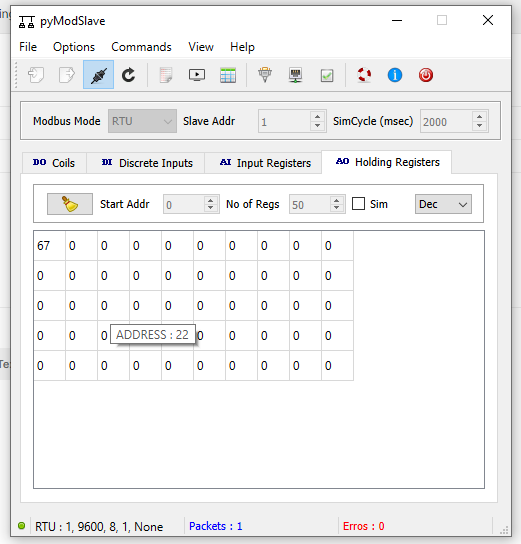 pyModSlave
File Options Commands View Help
Modbus Mode RTU Slave Addr 1 SimCycle (msec) 2000
DO Coils DI Discrete Inputs AI Input Registers AO Holding Registers
Start Addr 0 No of Regs 50 Sim Dec
67 0 0 0 0 0 0 0 0 0
0 0 0 0 0 0 0 0 0 0
0 0 0 0 0 0 0 0 0 0
0 0 0 ADDRESS : 22 0 0 0 0 0
0 0 0 0 0 0 0 0 0 0
RTU : 1, 9600, 8, 1, None Packets : 1 Erros : 0